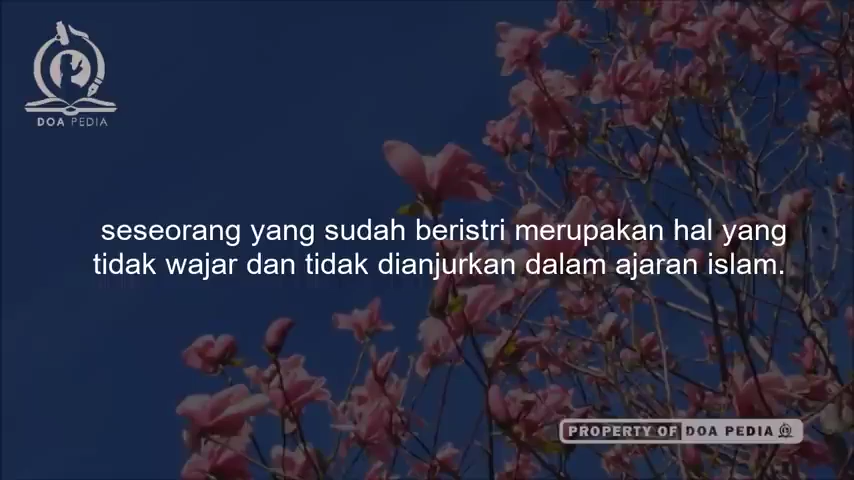 DOA PEDIA
seseorang yang sudah beristri merupakan hal yang
tidak wajar dan tidak dianjurkan dalam ajaran islam.
PROPERTY OF DOA PEDIA